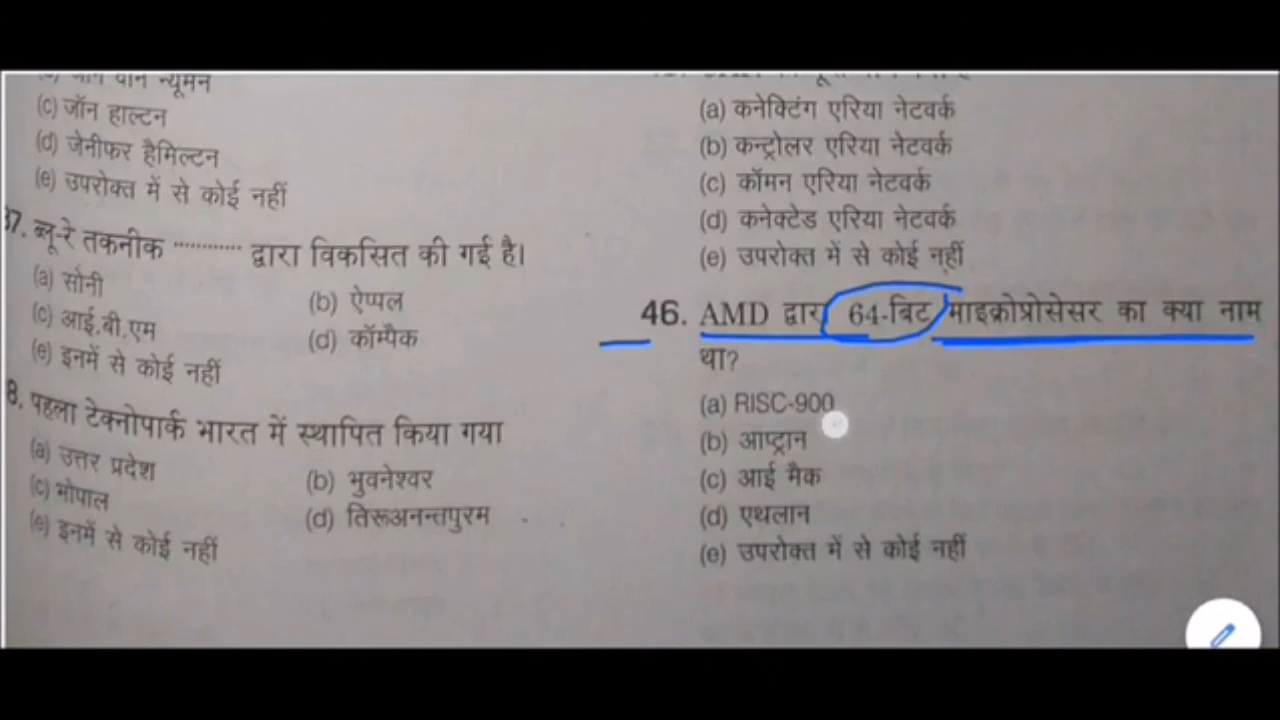 (c) जॉन हाल्टन
(d) जेनीफर हैमिल्टन
(e) उपरोक्त में से कोई नहीं
37. ब्लू-रे तकनीक ............ द्वारा विकसित की गई है।
(a) सोनी
(b) ऐप्पल
(c) आई.बी.एम
(d) कॉम्पैक
(e) इनमें से कोई नहीं
8. पहला टेक्नोपार्क भारत में स्थापित किया गया
(a) उत्तर प्रदेश
(b) भुवनेश्वर
(c) भोपाल
(d) तिरूअनन्तपुरम
(e) इनमें से कोई नहीं
(a) कनेक्टिंग एरिया नेटवर्क
(b) कन्ट्रोलर एरिया नेटवर्क
(c) कॉमन एरिया नेटवर्क
(d) कनेक्टेड एरिया नेटवर्क
(e) उपरोक्त में से कोई नहीं
46. AMD द्वारा 64-बिट माइक्रोप्रोसेसर का क्या नाम
था?
(a) RISC-900
(b) आप्ट्रान
(c) आई मैक
(d) एथलान
(e) उपरोक्त में से कोई नहीं